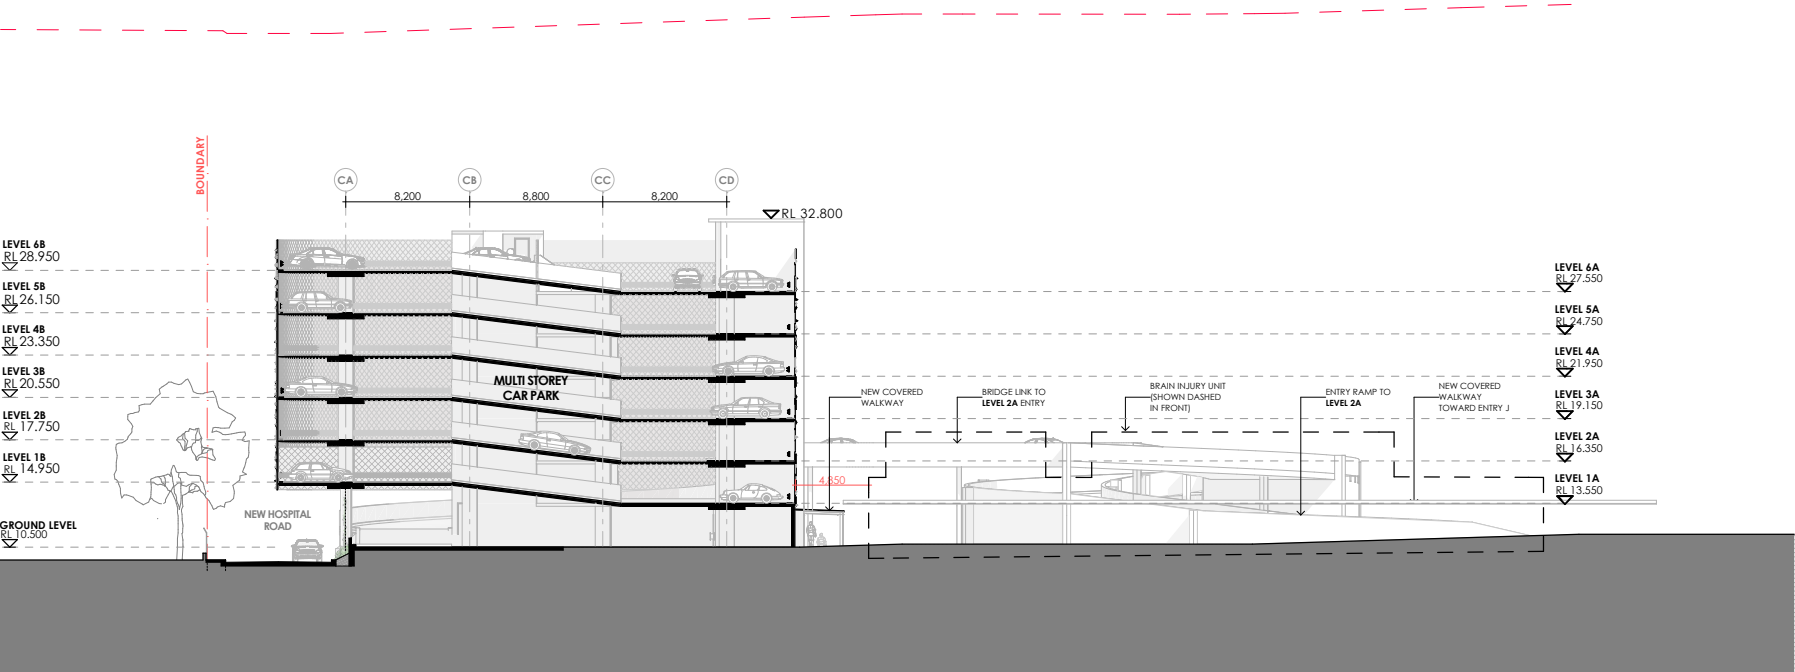 BOUNDARY
CA
CB
CC
CD
8,200
8,800
8,200
RL 32.800
LEVEL 6B
RL 28.950
LEVEL 5B
RL 26.150
LEVEL 4B
RL 23.350
LEVEL 3B
RL 20.550
LEVEL 2B
RL 17.750
LEVEL 1B
RL 14.950
GROUND LEVEL
RL 10.500
NEW HOSPITAL
ROAD
MULTI STOREY
CAR PARK
4,850
NEW COVERED
WALKWAY
BRIDGE LINK TO
LEVEL 2A ENTRY
BRAIN INJURY UNIT
(SHOWN DASHED
IN FRONT)
ENTRY RAMP TO
LEVEL 2A
NEW COVERED
WALKWAY
TOWARD ENTRY J
LEVEL 6A
RL 27.550
LEVEL 5A
RL 24.750
LEVEL 4A
RL 21.950
LEVEL 3A
RL 19.150
LEVEL 2A
RL 16.350
LEVEL 1A
RL 13.550